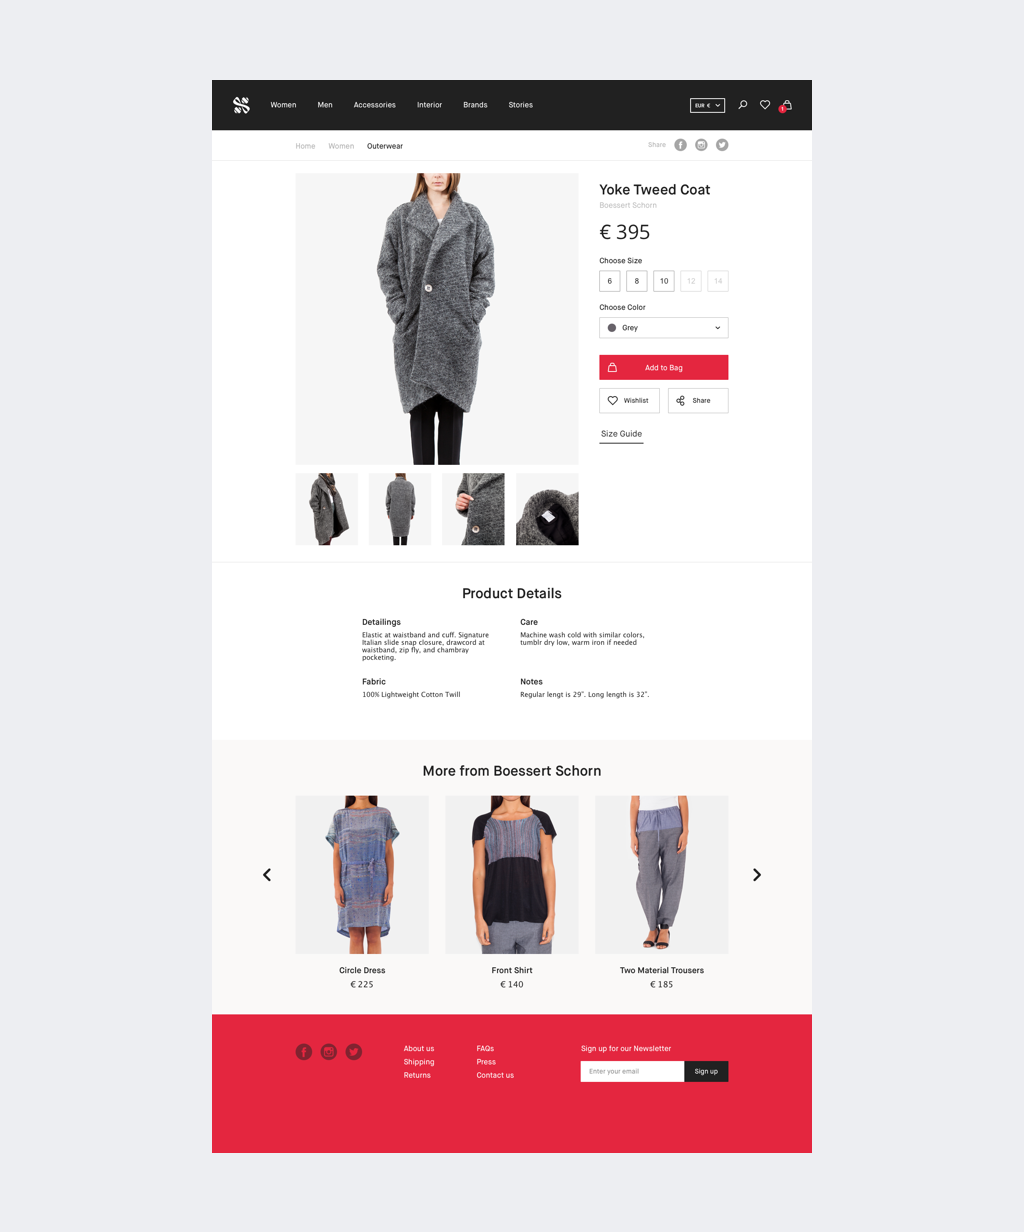 Women Men Accessories Interior Brands Stories EUR € 1
Home Women Outerwear Share
Yoke Tweed Coat
Boessert Schorn
€ 395
Choose Size
6 8 10 12 14
Choose Color
Grey
Add to Bag
Wishlist Share
Size Guide
Product Details
Detailings
Elastic at waistband and cuff. Signature
Italian slide snap closure, drawcord at
waistband, zip fly, and chambray
pocketing.
Care
Machine wash cold with similar colors,
tumblr dry low, warm iron if needed
Fabric
100% Lightweight Cotton Twill
Notes
Regular lengt is 29”. Long length is 32”.
More from Boessert Schorn
Circle Dress
€ 225
Front Shirt
€ 140
Two Material Trousers
€ 185
About us
Shipping
Returns
FAQs
Press
Contact us
Sign up for our Newsletter
Enter your email Sign up